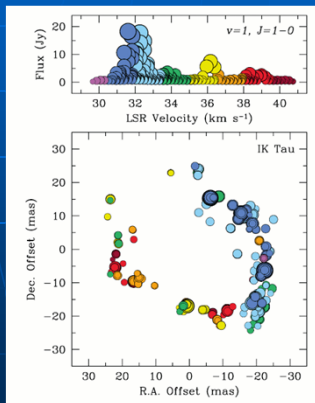 v=1, J=1-0
Flux (Jy)
20
15
10
5
0
30 32 34 36 38 40
LSR Velocity (km s⁻¹)
IK Tau
Dec. Offset (mas)
30
20
10
0
-10
-20
-30
30 20 10 0 -10 -20 -30
R.A. Offset (mas)